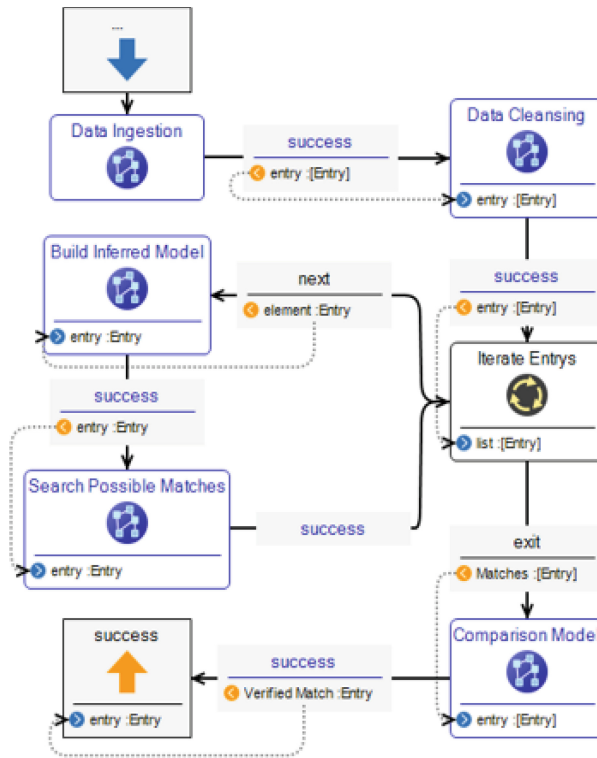 ...
Data Ingestion
success
entry :[Entry]
Data Cleansing
entry :[Entry]
Build Inferred Model
entry :Entry
next
element :Entry
success
entry :[Entry]
Iterate Entrys
list :[Entry]
success
entry :Entry
Search Possible Matches
entry :Entry
success
exit
Matches :[Entry]
Comparison Model
entry :[Entry]
success
Verified Match :Entry
success
entry :Entry